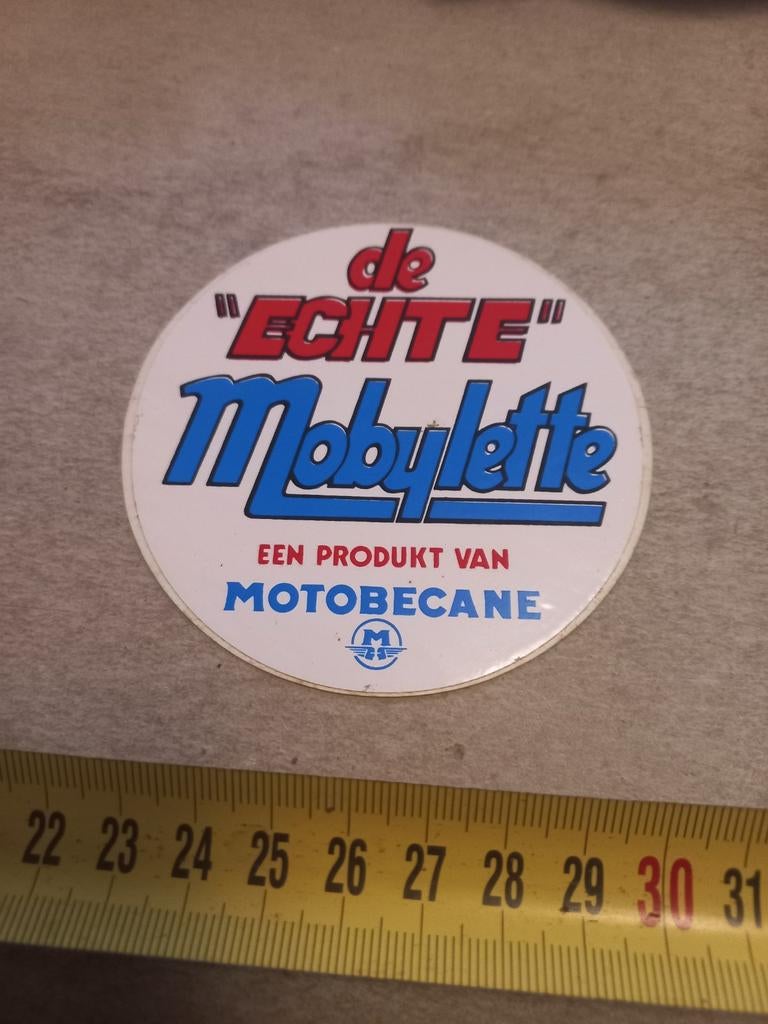 de
"ECHTE"
Mobylette
EEN PRODUKT VAN
MOTOBECANE
M
22 23 24 25 26 27 28 29 30 31